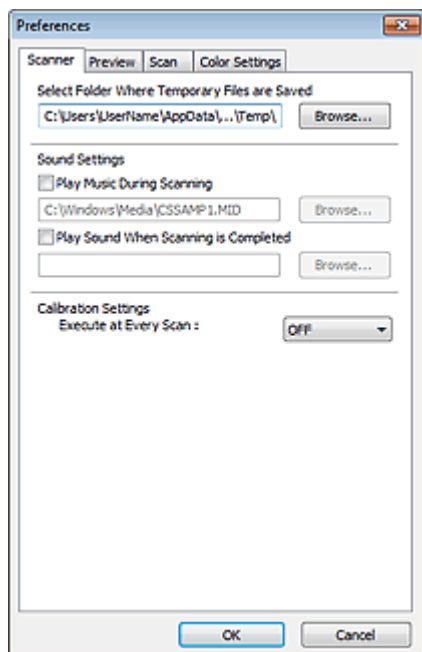 Preferences
Scanner Preview Scan Color Settings
Select Folder Where Temporary Files are Saved
C:\Users\UserName\AppData\...\Temp\ Browse...
Sound Settings
Play Music During Scanning
C:\Windows\Media\CSSAMP1.MID Browse...
Play Sound When Scanning is Completed
Browse...
Calibration Settings
Execute at Every Scan : OFF
OK Cancel